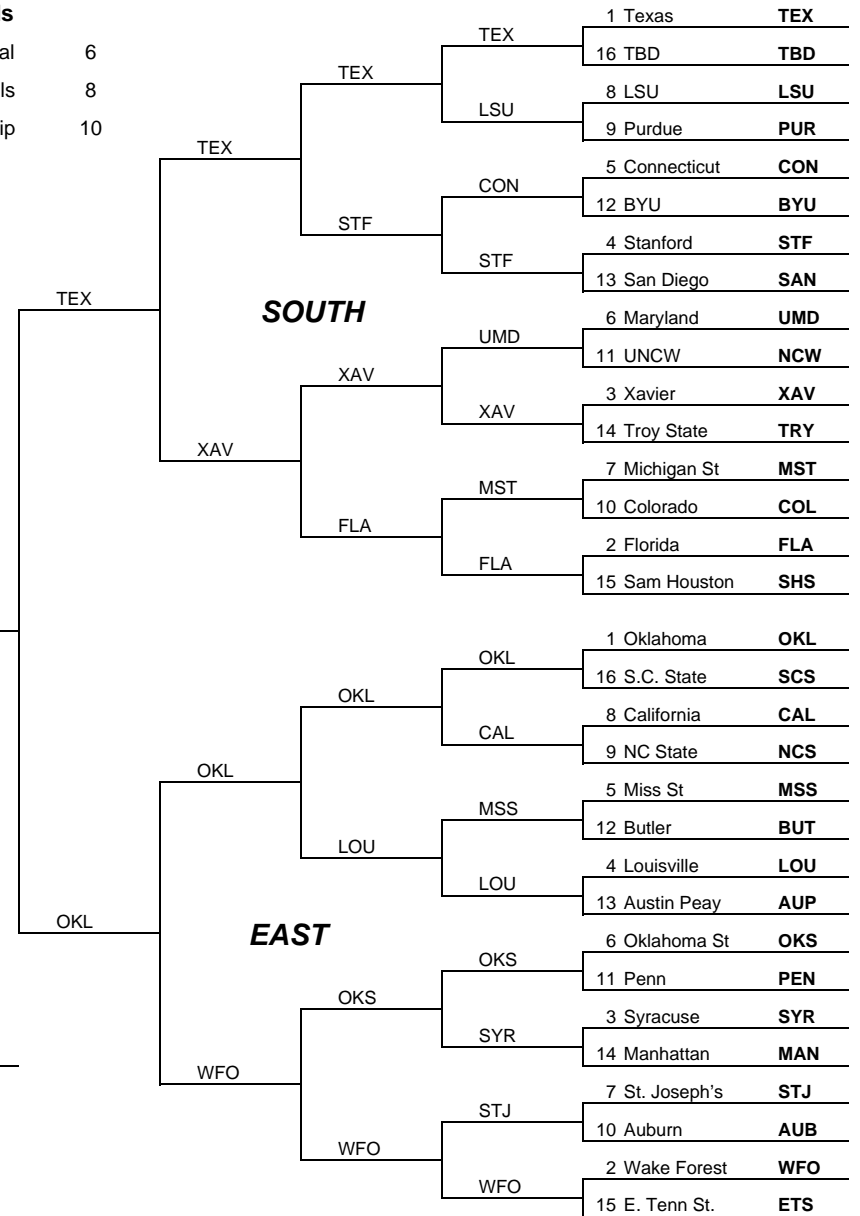 ls
al 6
ls 8
ip 10
1 Texas TEX
TEX
16 TBD TBD
TEX
8 LSU LSU
LSU
9 Purdue PUR
TEX
5 Connecticut CON
CON
12 BYU BYU
STF
4 Stanford STF
STF
13 San Diego SAN
TEX
SOUTH
6 Maryland UMD
UMD
11 UNCW NCW
XAV
3 Xavier XAV
XAV
14 Troy State TRY
XAV
7 Michigan St MST
MST
10 Colorado COL
FLA
2 Florida FLA
FLA
15 Sam Houston SHS
1 Oklahoma OKL
OKL
16 S.C. State SCS
OKL
8 California CAL
CAL
9 NC State NCS
OKL
5 Miss St MSS
MSS
12 Butler BUT
LOU
4 Louisville LOU
LOU
13 Austin Peay AUP
OKL
EAST
6 Oklahoma St OKS
OKS
11 Penn PEN
OKS
3 Syracuse SYR
SYR
14 Manhattan MAN
WFO
7 St. Joseph's STJ
STJ
10 Auburn AUB
WFO
2 Wake Forest WFO
WFO
15 E. Tenn St. ETS